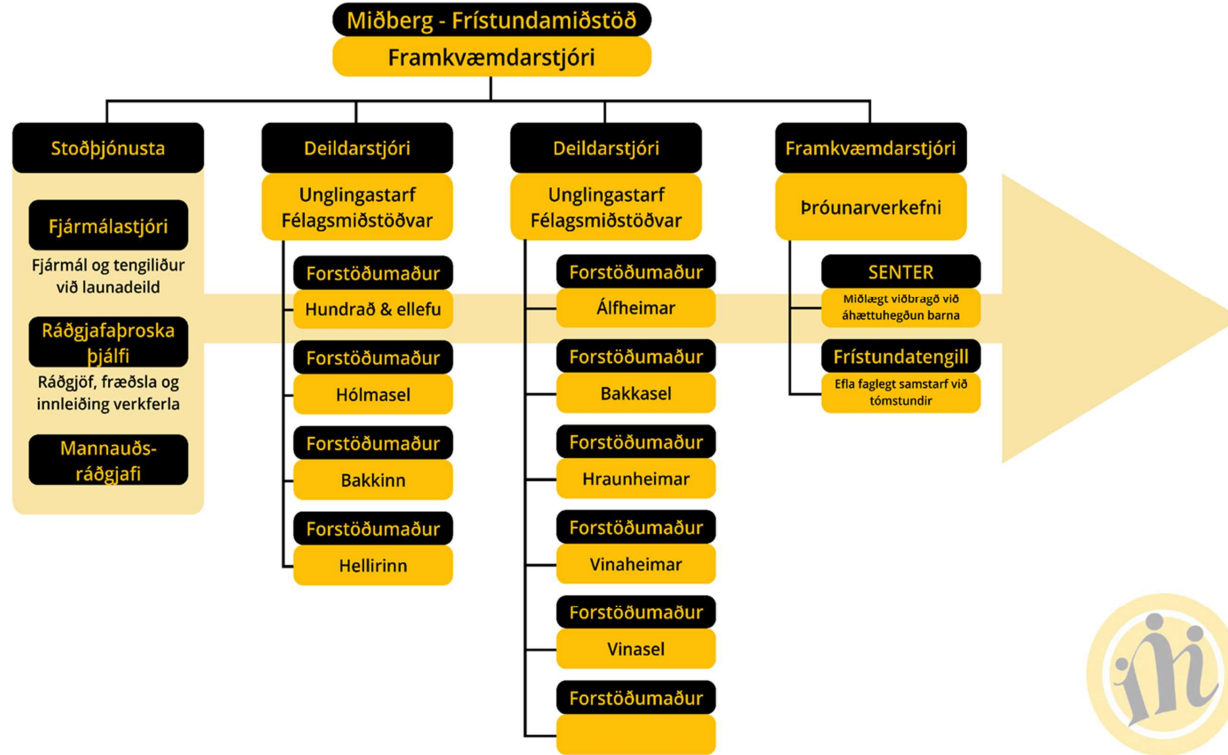 Miðberg - Frístundamiðstöð
Framkvæmdarstjóri
Stoðþjónusta
Fjármálastjóri
Fjármál og tengiliður
við launadeild
Ráðgjafaþroska
þjálfi
Ráðgjöf, fræðsla og
innleiðing verkferla
Mannauðs-
ráðgjafi
Deildarstjóri
Unglingastarf
Félagsmiðstöðvar
Forstöðumaður
Hundrað & ellefu
Forstöðumaður
Hólmasel
Forstöðumaður
Bakkinn
Forstöðumaður
Hellirinn
Deildarstjóri
Unglingastarf
Félagsmiðstöðvar
Forstöðumaður
Álfheimar
Forstöðumaður
Bakkasel
Forstöðumaður
Hraunheimar
Forstöðumaður
Vinaheimar
Forstöðumaður
Vinasel
Forstöðumaður
Framkvæmdarstjóri
Þróunarverkefni
SENTER
Miðlægt viðbragð við
áhættuhegðun barna
Frístundatengill
Efla faglegt samstarf við
tómstundir